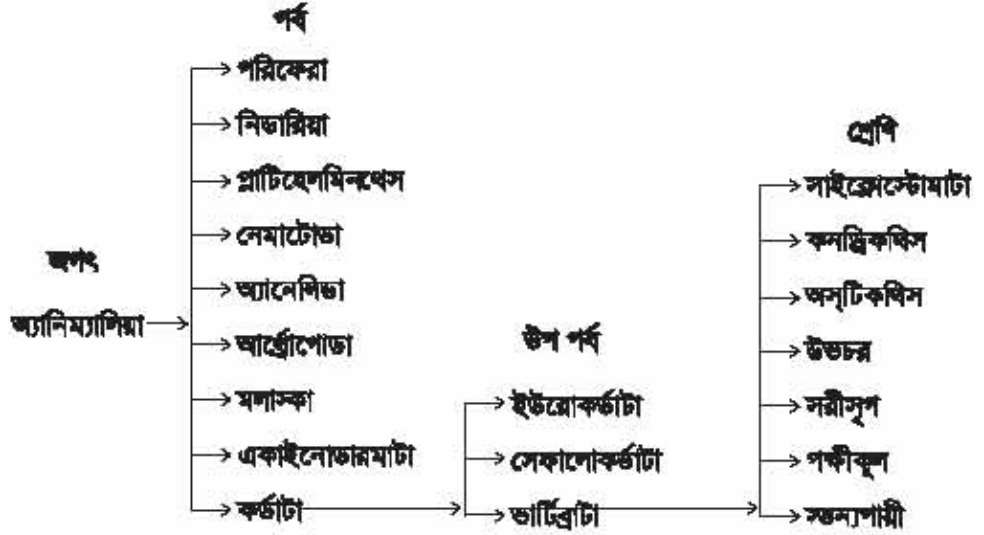 পর্ব
পরিফেরা
নিডারিয়া
প্লাটিহেলমিনথেস
নেমাটোডা
অ্যানেলিডা
আর্থ্রোপোডা
মলাস্কা
একাইনোডারমাটা
কর্ডাটা
জগৎ
অ্যানিম্যালিয়া
উপ পর্ব
ইউরোকর্ডাটা
সেফালোকর্ডাটা
ভার্টিব্রাটা
শ্রেণি
সাইক্লোস্টোমাটা
কনড্রিকথিস
অস্টিকথিস
উভচর
সরীসৃপ
পক্ষীকূল
স্তন্যপায়ী